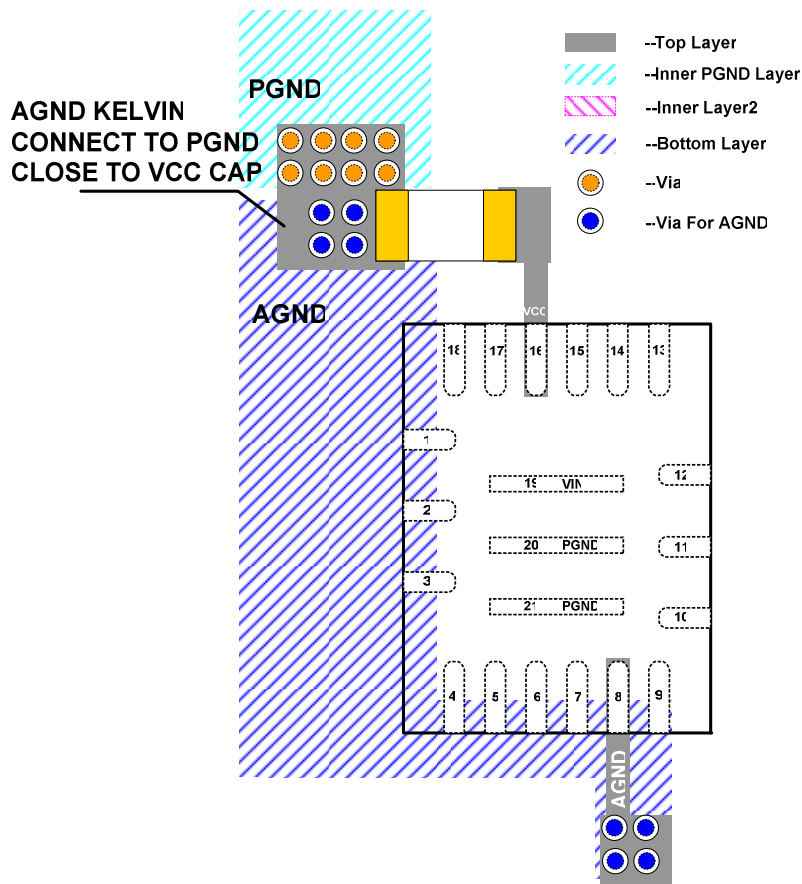 PGND
AGND KELVIN
CONNECT TO PGND
CLOSE TO VCC CAP
--Top Layer
--Inner PGND Layer
--Inner Layer2
--Bottom Layer
--Via
--Via For AGND
AGND
VCC
18 17 16 15 14 13
1
12
19 VIN
2
20 PGND
11
3
21 PGND
10
4 5 6 7 8 9
AGND